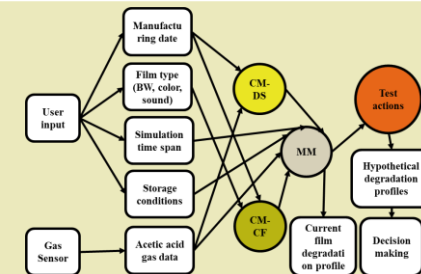 Manufactu
ring date
Film type
(BW, color,
sound)
User
input
Simulation
time span
Storage
conditions
Gas
Sensor
Acetic acid
gas data
CM-
DS
MM
CM-
CF
Test
actions
Hypothetical
degradation
profiles
Current
film
degradati
on profile
Decision
making